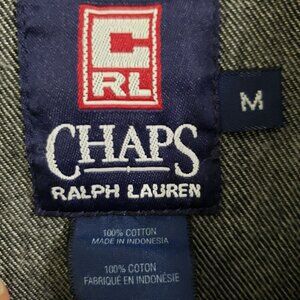 C
RL
CHAPS
RALPH LAUREN
M
100% COTTON
MADE IN INDONESIA
100% COTON
FABRIQUÉ EN INDONÉSIE